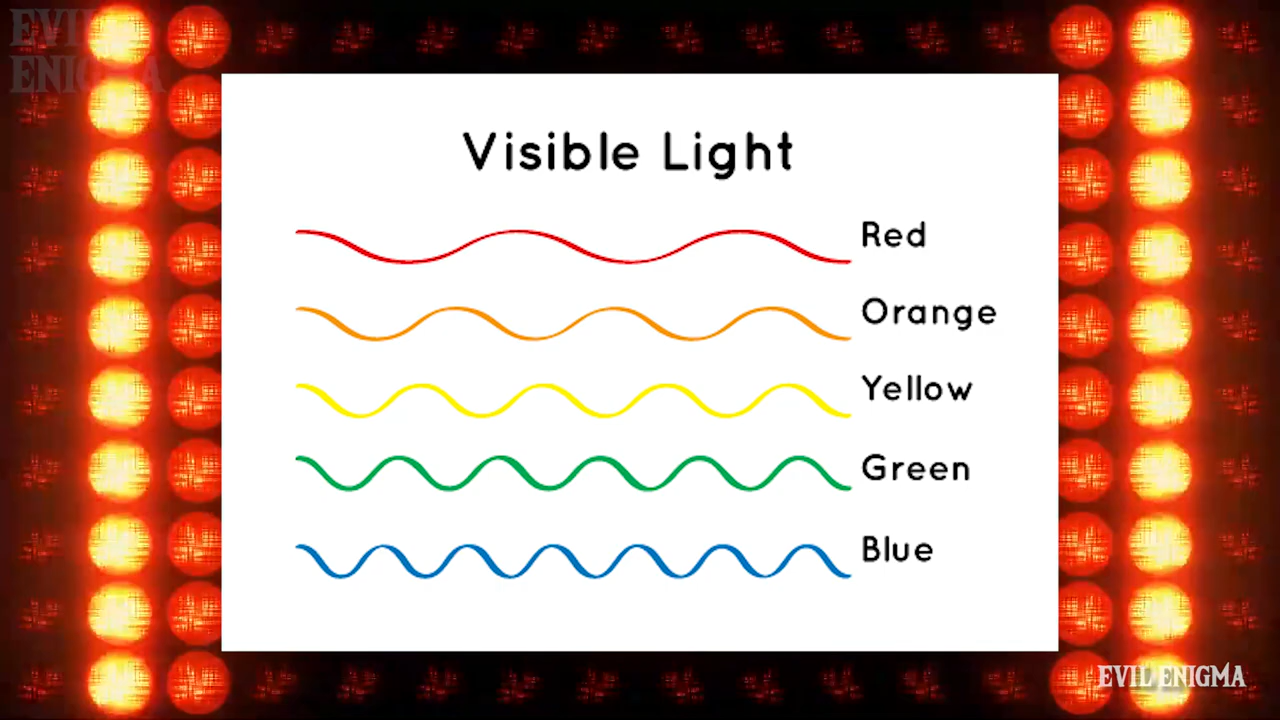 EVIL
ENIGMA
Visible Light
Red
Orange
Yellow
Green
Blue
EVIL ENIGMA